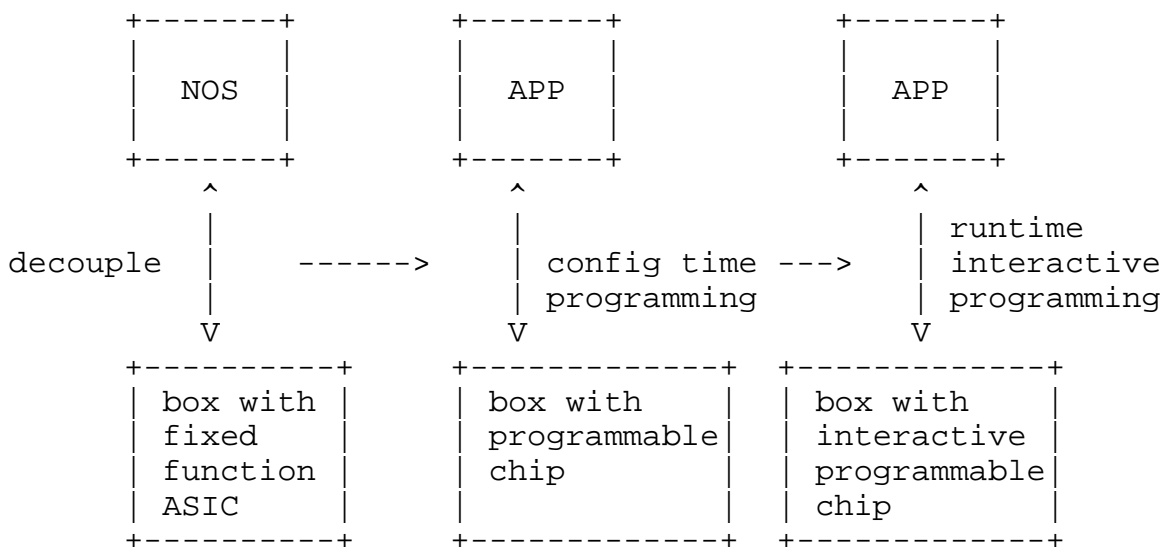 NOS APP APP
runtime
decouple ------> config time ---> interactive
programming programming
V V V
box with box with box with
fixed programmable interactive
function chip programmable
ASIC chip